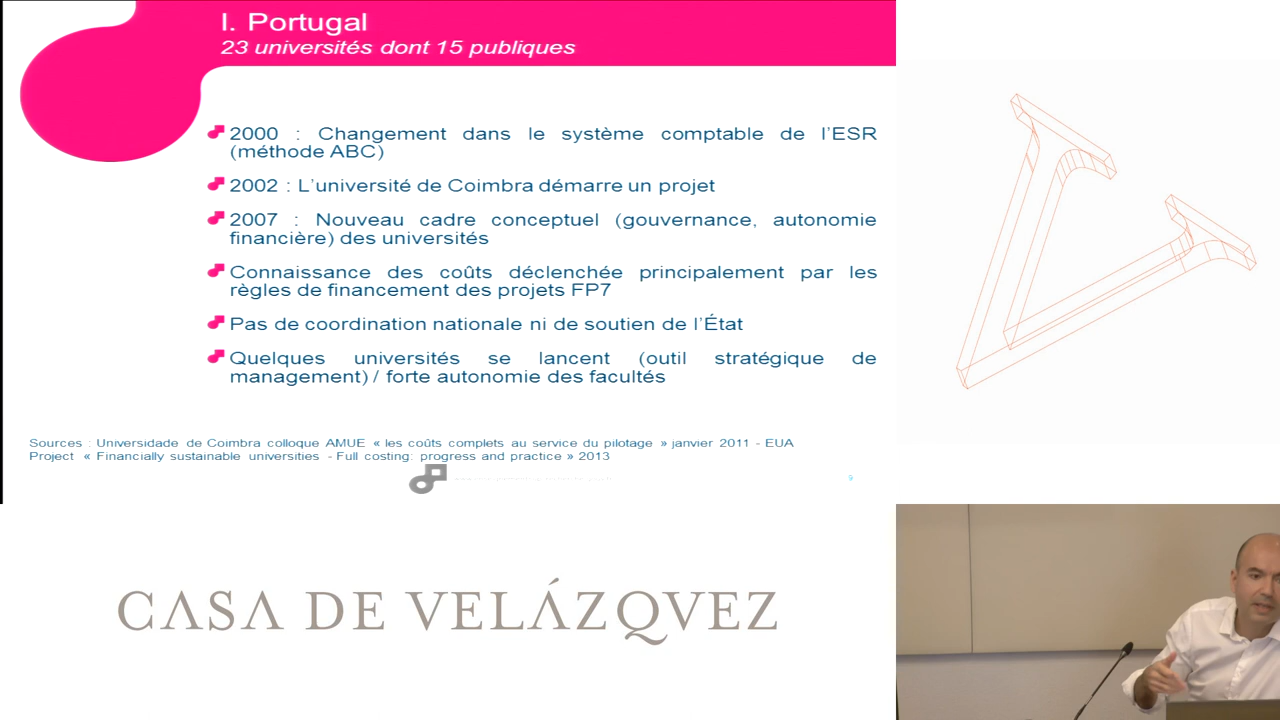 I. Portugal
23 universités dont 15 publiques
2000 : Changement dans le système comptable de l'ESR
(méthode ABC)
2002 : L'université de Coimbra démarre un projet
2007 : Nouveau cadre conceptuel (gouvernance, autonomie
financière) des universités
Connaissance des coûts déclenchée principalement par les
règles de financement des projets FP7
Pas de coordination nationale ni de soutien de l'État
Quelques universités se lancent (outil stratégique de
management) / forte autonomie des facultés
Sources : Universidade de Coimbra colloque AMUE « les coûts complets au service du pilotage » janvier 2011 - EUA
Project « Financially sustainable universities - Full costing: progress and practice » 2013
9
CASA DE VELÁZQVEZ